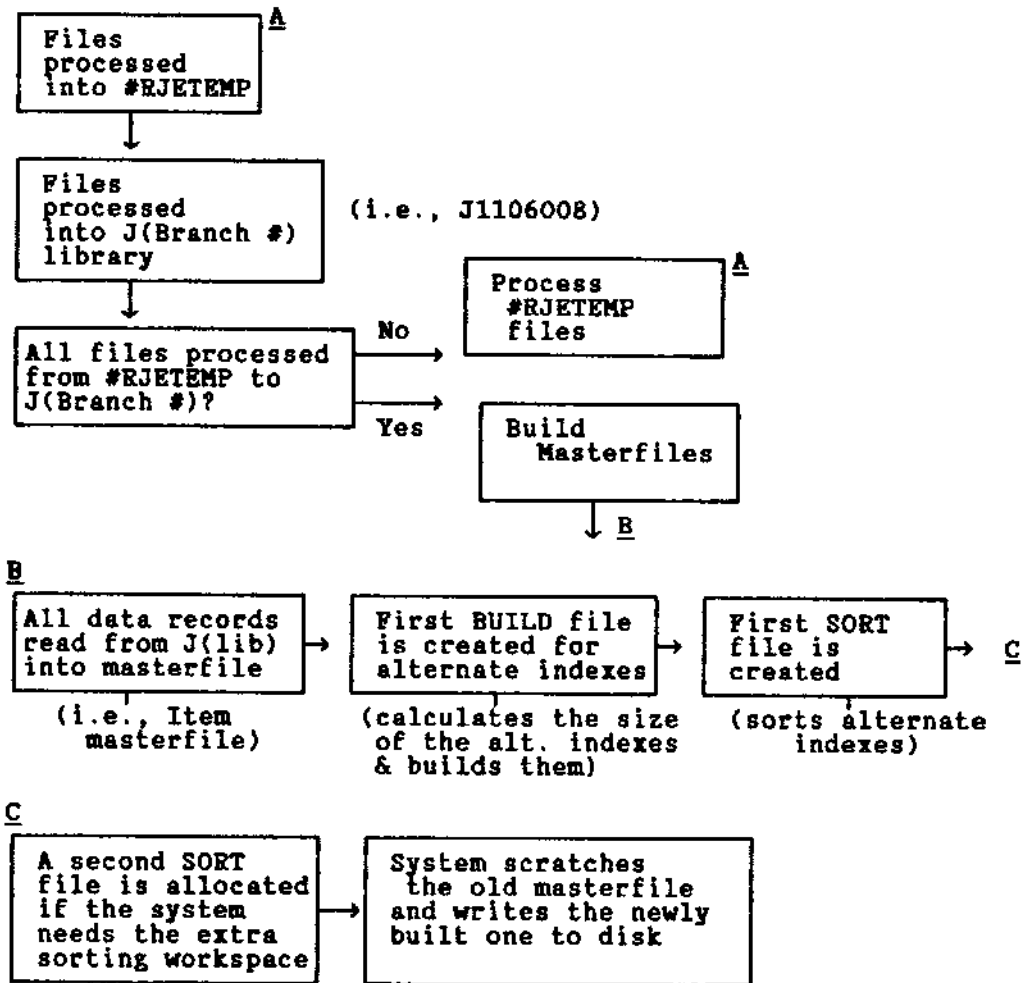 A
Files
processed
into #RJETEMP
Files
processed
into J(Branch #)
library
(i.e., J1106008)
All files processed
from #RJETEMP to
J(Branch #)?
No
A
Process
#RJETEMP
files
Yes
Build
Masterfiles
B
B
All data records
read from J(lib)
into masterfile
(i.e., Item
masterfile)
First BUILD file
is created for
alternate indexes
(calculates the size
of the alt. indexes
& builds them)
First SORT
file is
created
(sorts alternate
indexes)
C
C
A second SORT
file is allocated
if the system
needs the extra
sorting workspace
System scratches
the old masterfile
and writes the newly
built one to disk